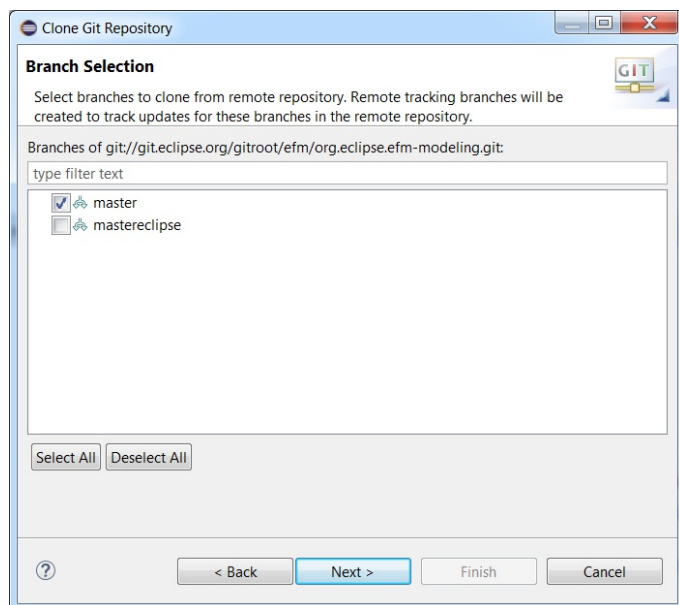 Clone Git Repository
Branch Selection
GIT
Select branches to clone from remote repository. Remote tracking branches will be
created to track updates for these branches in the remote repository.
Branches of git://git.eclipse.org/gitroot/efm/org.eclipse.efm-modeling.git:
type filter text
master
mastereclipse
Select All Deselect All
? < Back Next > Finish Cancel